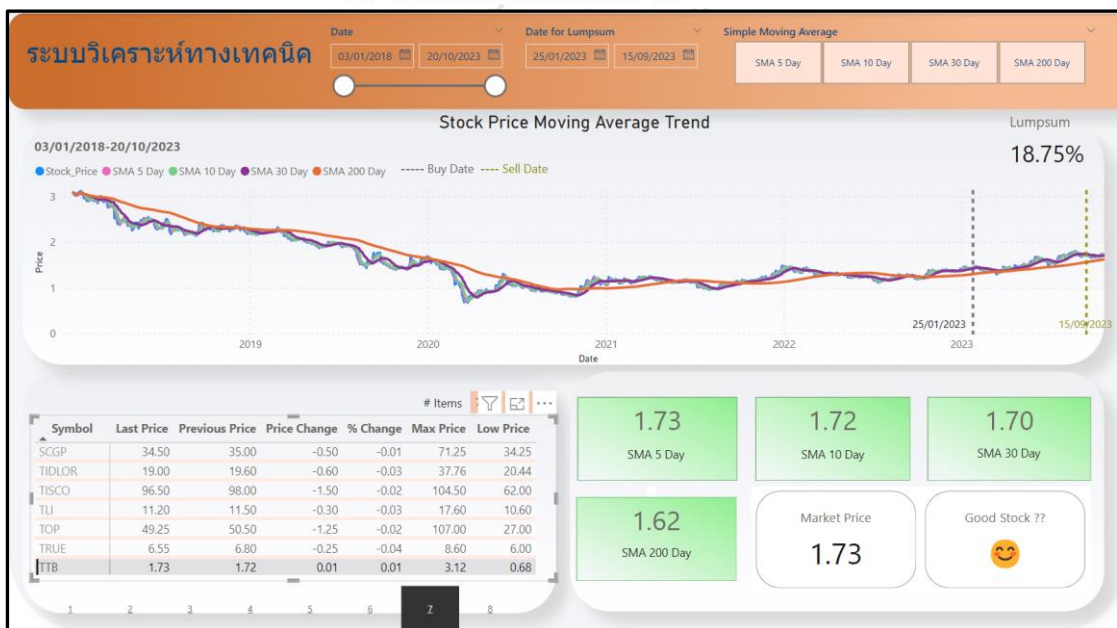 ระบบวิเคราะห์ทางเทคนิค
Date
03/01/2018 20/10/2023
Date for Lumpsum
25/01/2023 15/09/2023
Simple Moving Average
SMA 5 Day SMA 10 Day SMA 30 Day SMA 200 Day
Stock Price Moving Average Trend
Lumpsum
18.75%
03/01/2018-20/10/2023
Stock_Price SMA 5 Day SMA 10 Day SMA 30 Day SMA 200 Day Buy Date Sell Date
3
2
1
0
Price
25/01/2023 15/09/2023
2019 2020 2021 2022 2023
Date
# Items
Symbol Last Price Previous Price Price Change % Change Max Price Low Price
SCGP 34.50 35.00 -0.50 -0.01 71.25 34.25
TIDLOR 19.00 19.60 -0.60 -0.03 37.76 20.44
TISCO 96.50 98.00 -1.50 -0.02 104.50 62.00
TLI 11.20 11.50 -0.30 -0.03 17.60 10.60
TOP 49.25 50.50 -1.25 -0.02 107.00 27.00
TRUE 6.55 6.80 -0.25 -0.04 8.60 6.00
TTB 1.73 1.72 0.01 0.01 3.12 0.68
1 2 3 4 5 6 7 8
1.73
SMA 5 Day
1.72
SMA 10 Day
1.70
SMA 30 Day
1.62
SMA 200 Day
Market Price
1.73
Good Stock ??